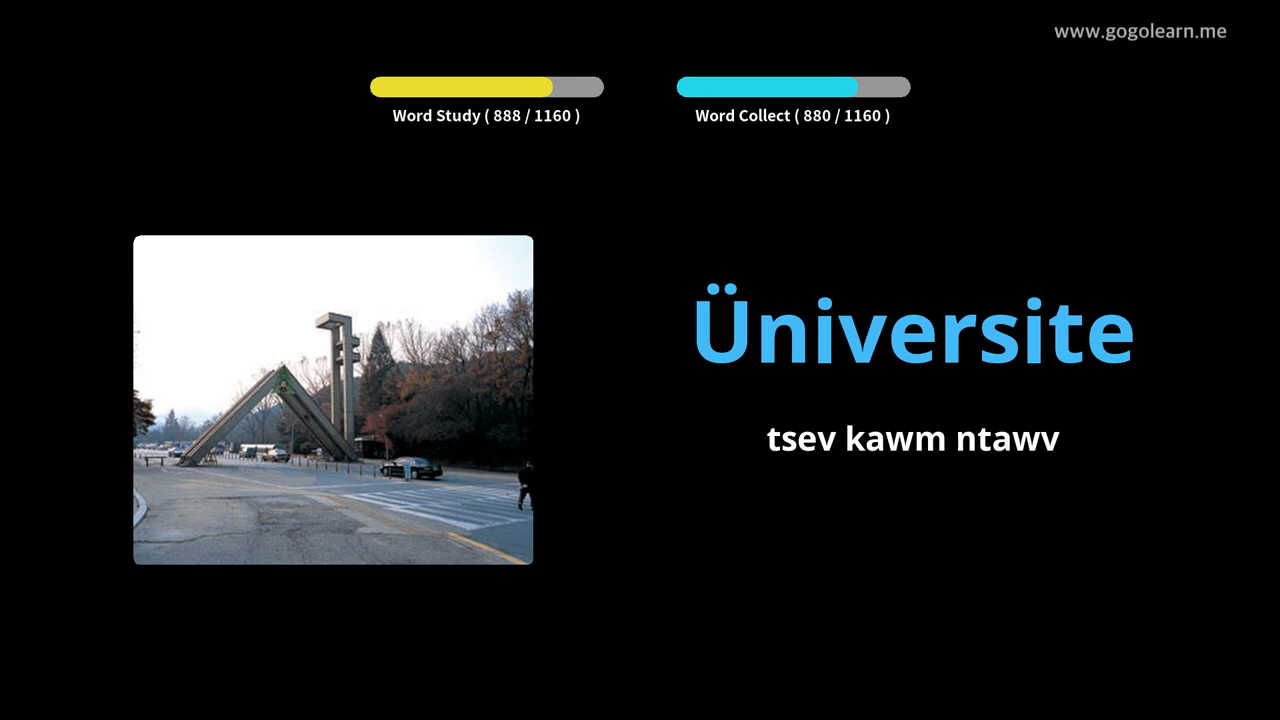 www.gogolearn.me
Word Study ( 888 / 1160 )
Word Collect ( 880 / 1160 )
Üniversite
tsev kawm ntawv